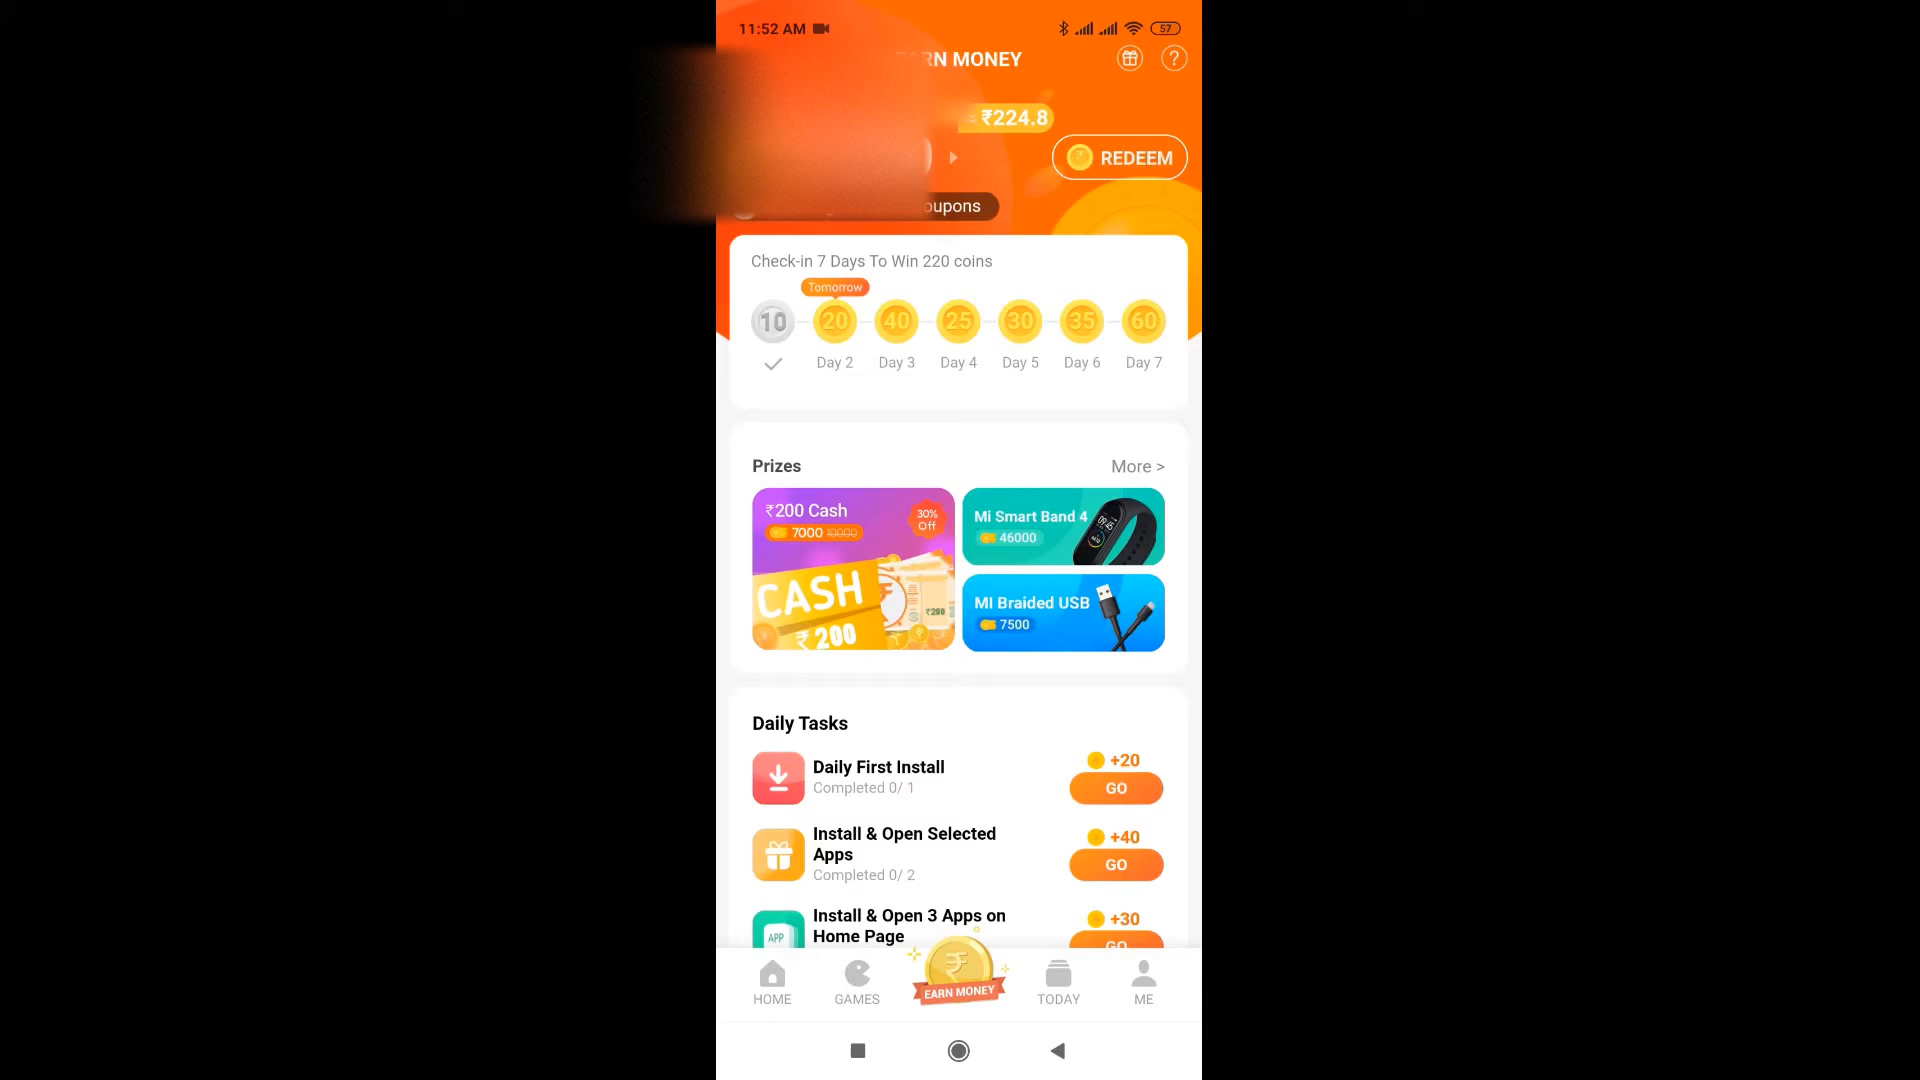 11:52 AM
57
RN MONEY
?
₹224.8
REDEEM
oupons
Check-in 7 Days To Win 220 coins
Tomorrow
10 20 40 25 30 35 60
Day 2 Day 3 Day 4 Day 5 Day 6 Day 7
Prizes
More >
₹200 Cash
7000 10000
30%
Off
CASH
₹200
₹200
Mi Smart Band 4
46000
MI Braided USB
7500
Daily Tasks
Daily First Install
Completed 0/ 1
+20
GO
Install & Open Selected
Apps
Completed 0/ 2
+40
GO
Install & Open 3 Apps on
Home Page
APP
+30
GO
HOME
GAMES
₹
EARN MONEY
TODAY
ME